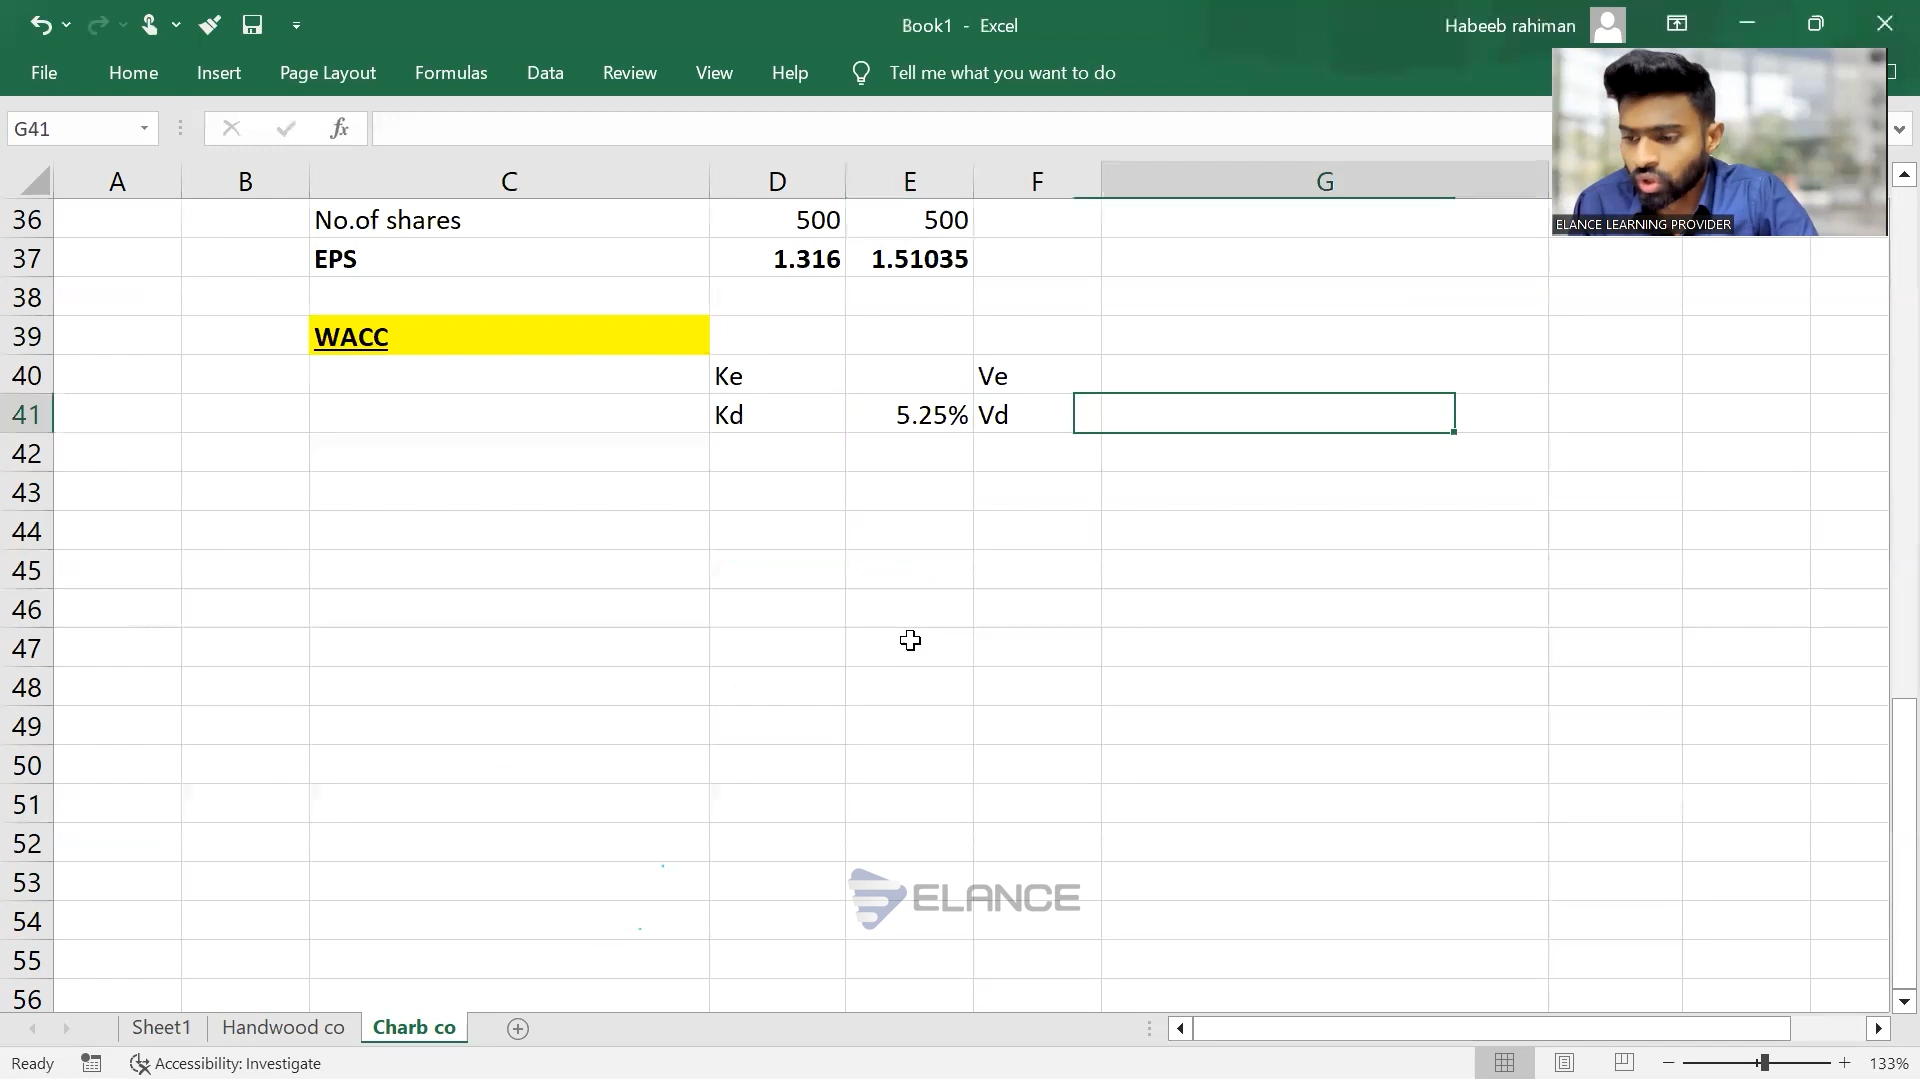 Book1 - Excel
Habeeb rahiman
File Home Insert Page Layout Formulas Data Review View Help Tell me what you want to do
G41
fx
ELANCE LEARNING PROVIDER
A B C D E F G
36 No.of shares 500 500
37 EPS 1.316 1.51035
38
39 WACC
40 Ke Ve
41 Kd 5.25% Vd
42
43
44
45
46
47
48
49
50
51
52
53
ELANCE
54
55
56
Sheet1 Handwood co Charb co
Ready Accessibility: Investigate 133%